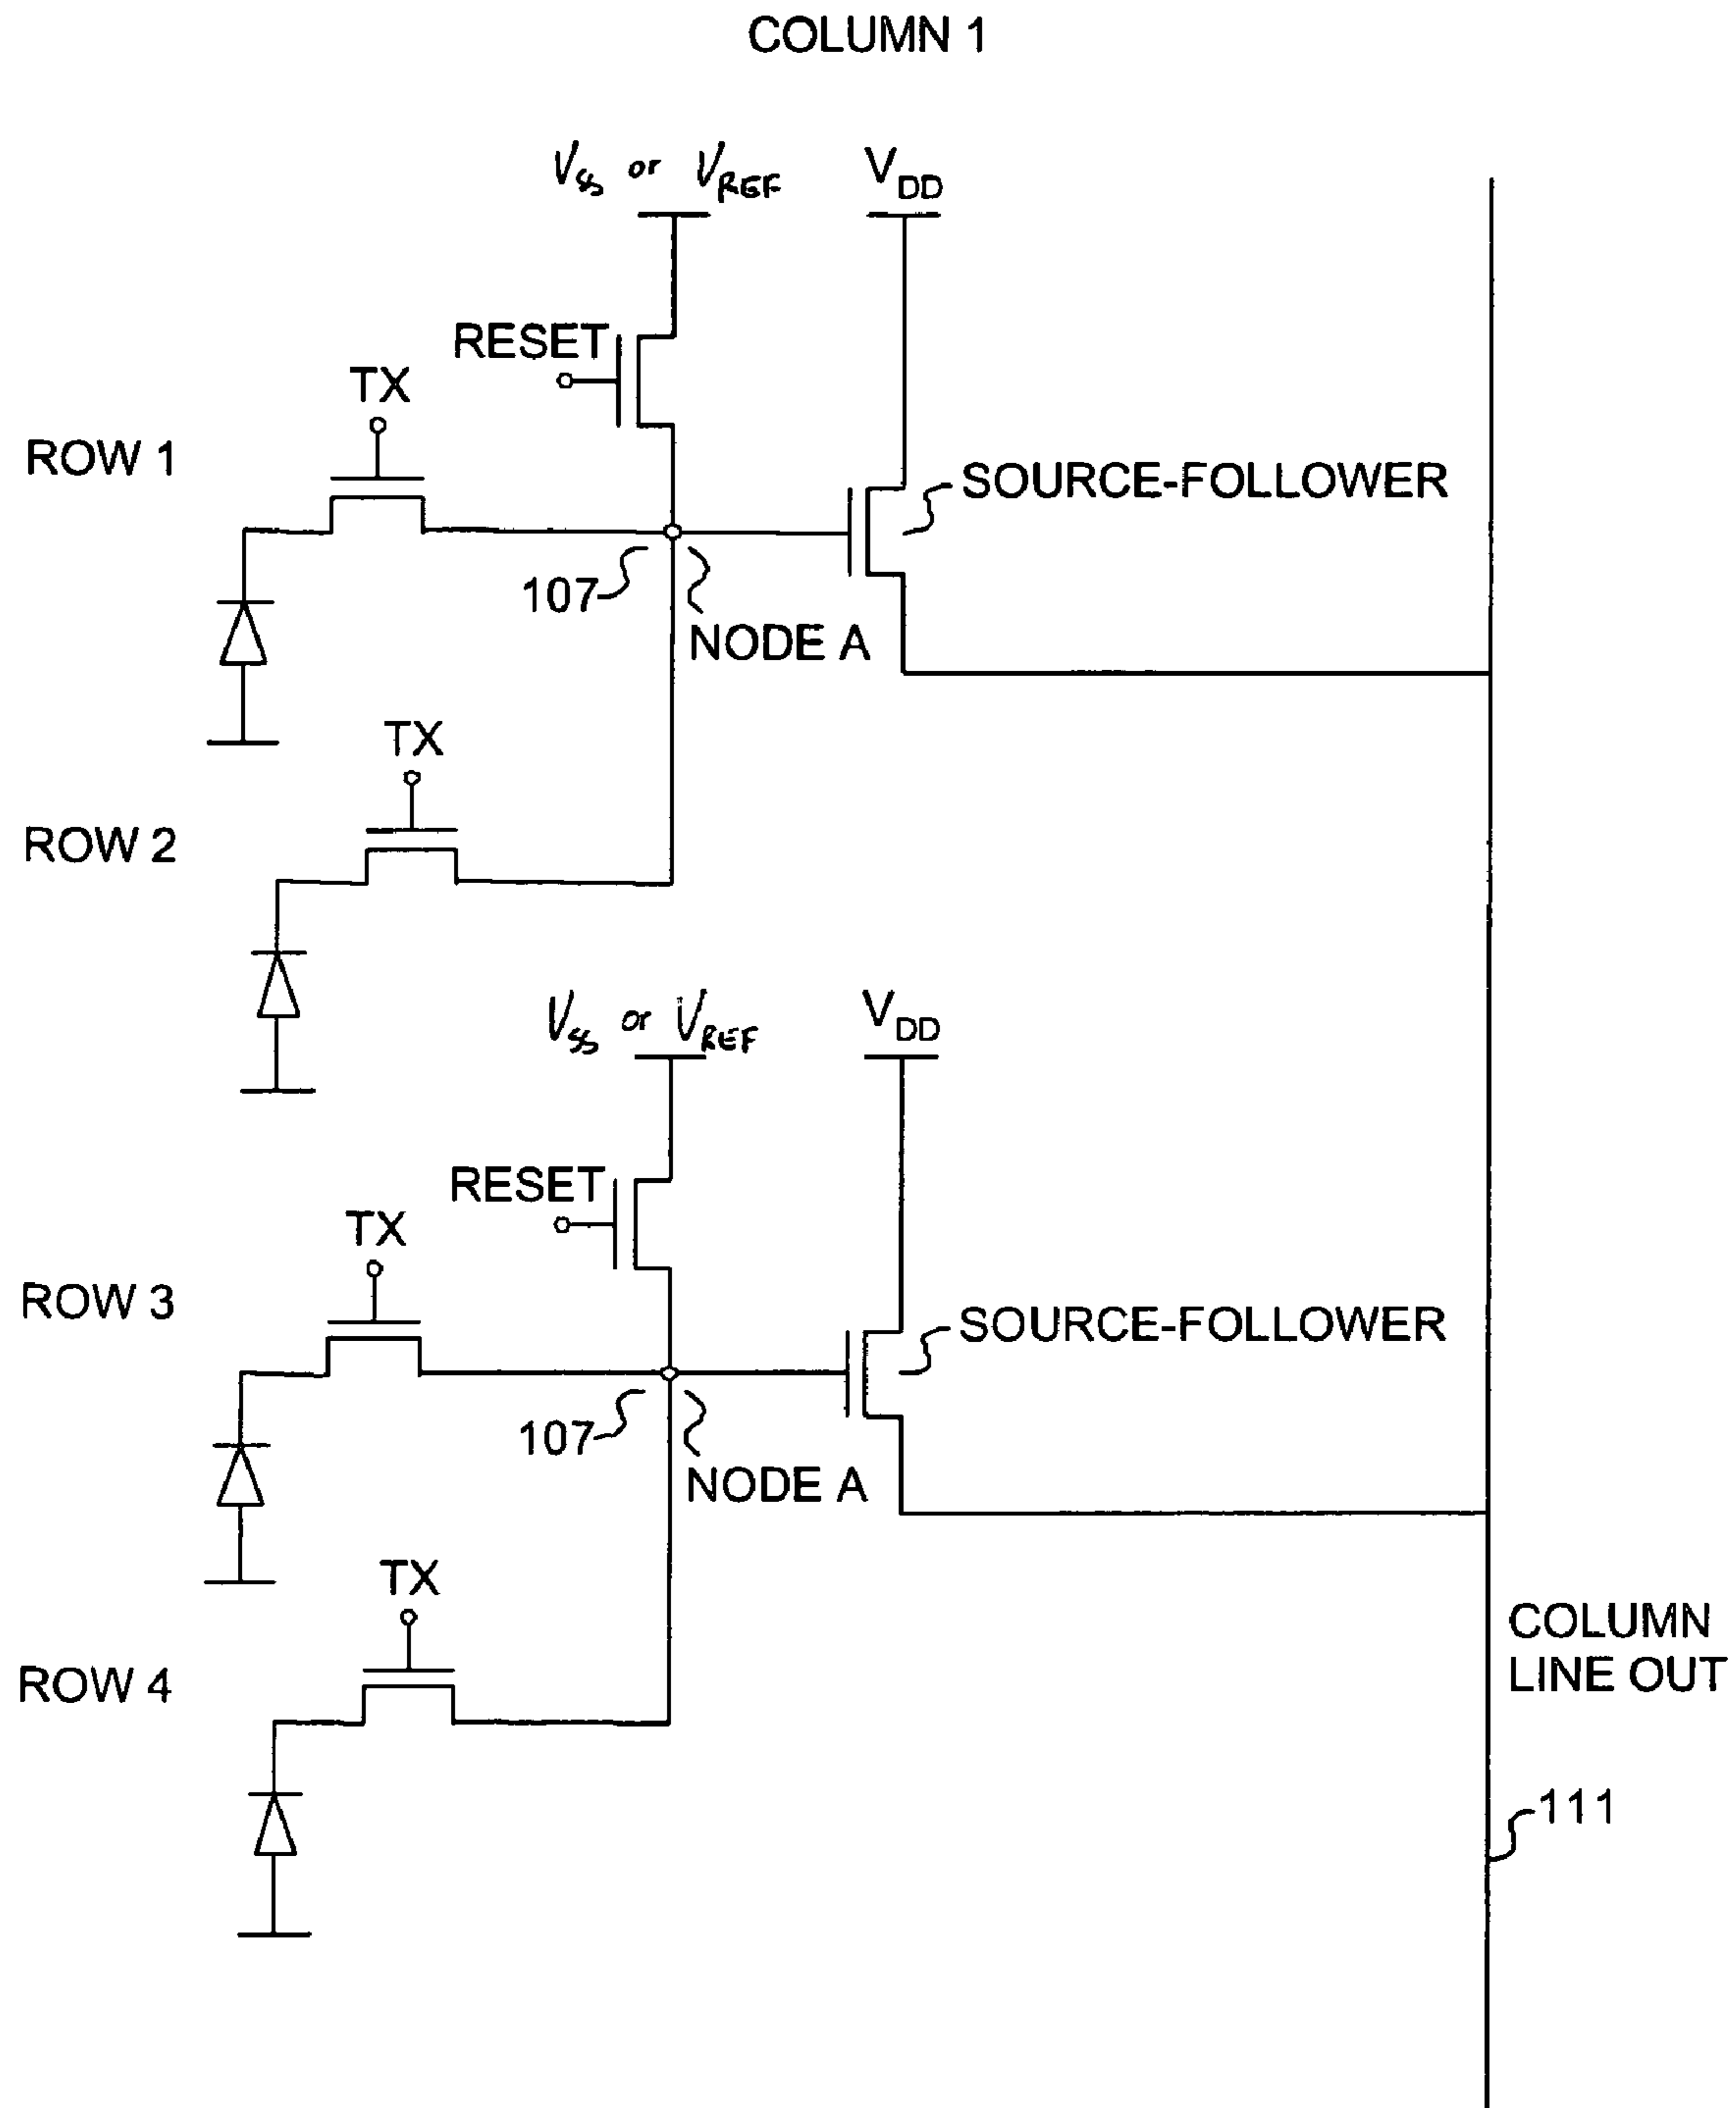 COLUMN 1
Vss or VREF
VDD
RESET
TX
ROW 1
SOURCE-FOLLOWER
107
NODE A
TX
ROW 2
Vss or VREF
VDD
RESET
TX
ROW 3
SOURCE-FOLLOWER
107
NODE A
TX
ROW 4
COLUMN
LINE OUT
111